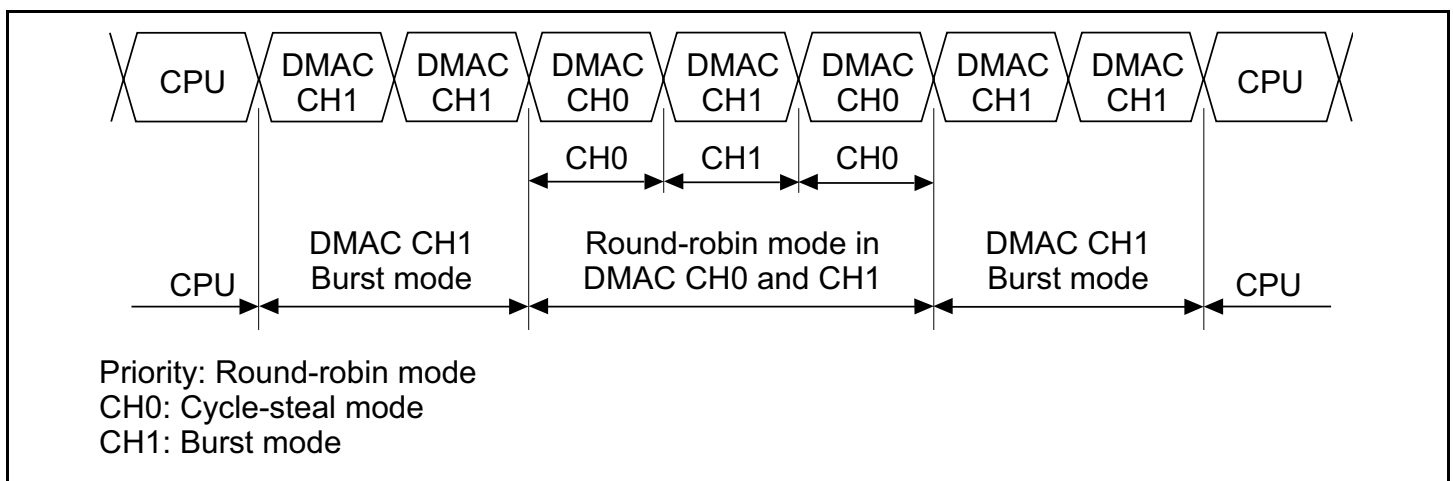 CPU
DMAC
CH1
DMAC
CH1
DMAC
CH0
DMAC
CH1
DMAC
CH0
DMAC
CH1
DMAC
CH1
CPU
CH0
CH1
CH0
CPU
DMAC CH1
Burst mode
Round-robin mode in
DMAC CH0 and CH1
DMAC CH1
Burst mode
CPU
Priority: Round-robin mode
CH0: Cycle-steal mode
CH1: Burst mode